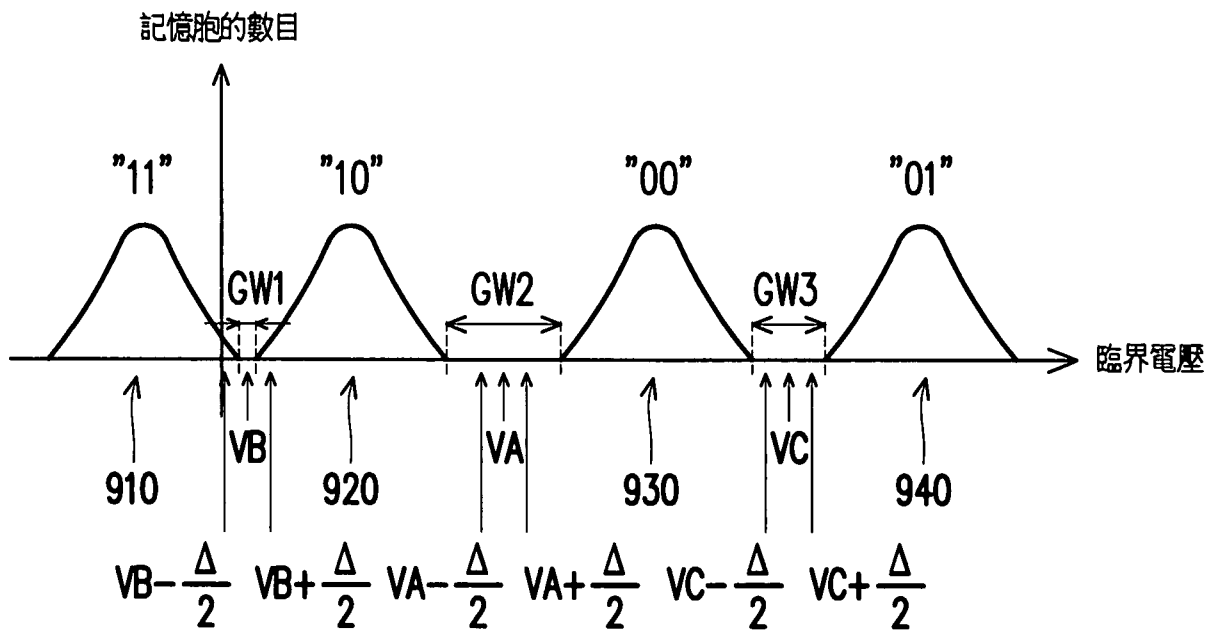 記憶胞的數目
"11" "10" "00" "01"
GW1 GW2 GW3
臨界電壓
VB VA VC
910 920 930 940
VB-Δ/2 VB+Δ/2 VA-Δ/2 VA+Δ/2 VC-Δ/2 VC+Δ/2